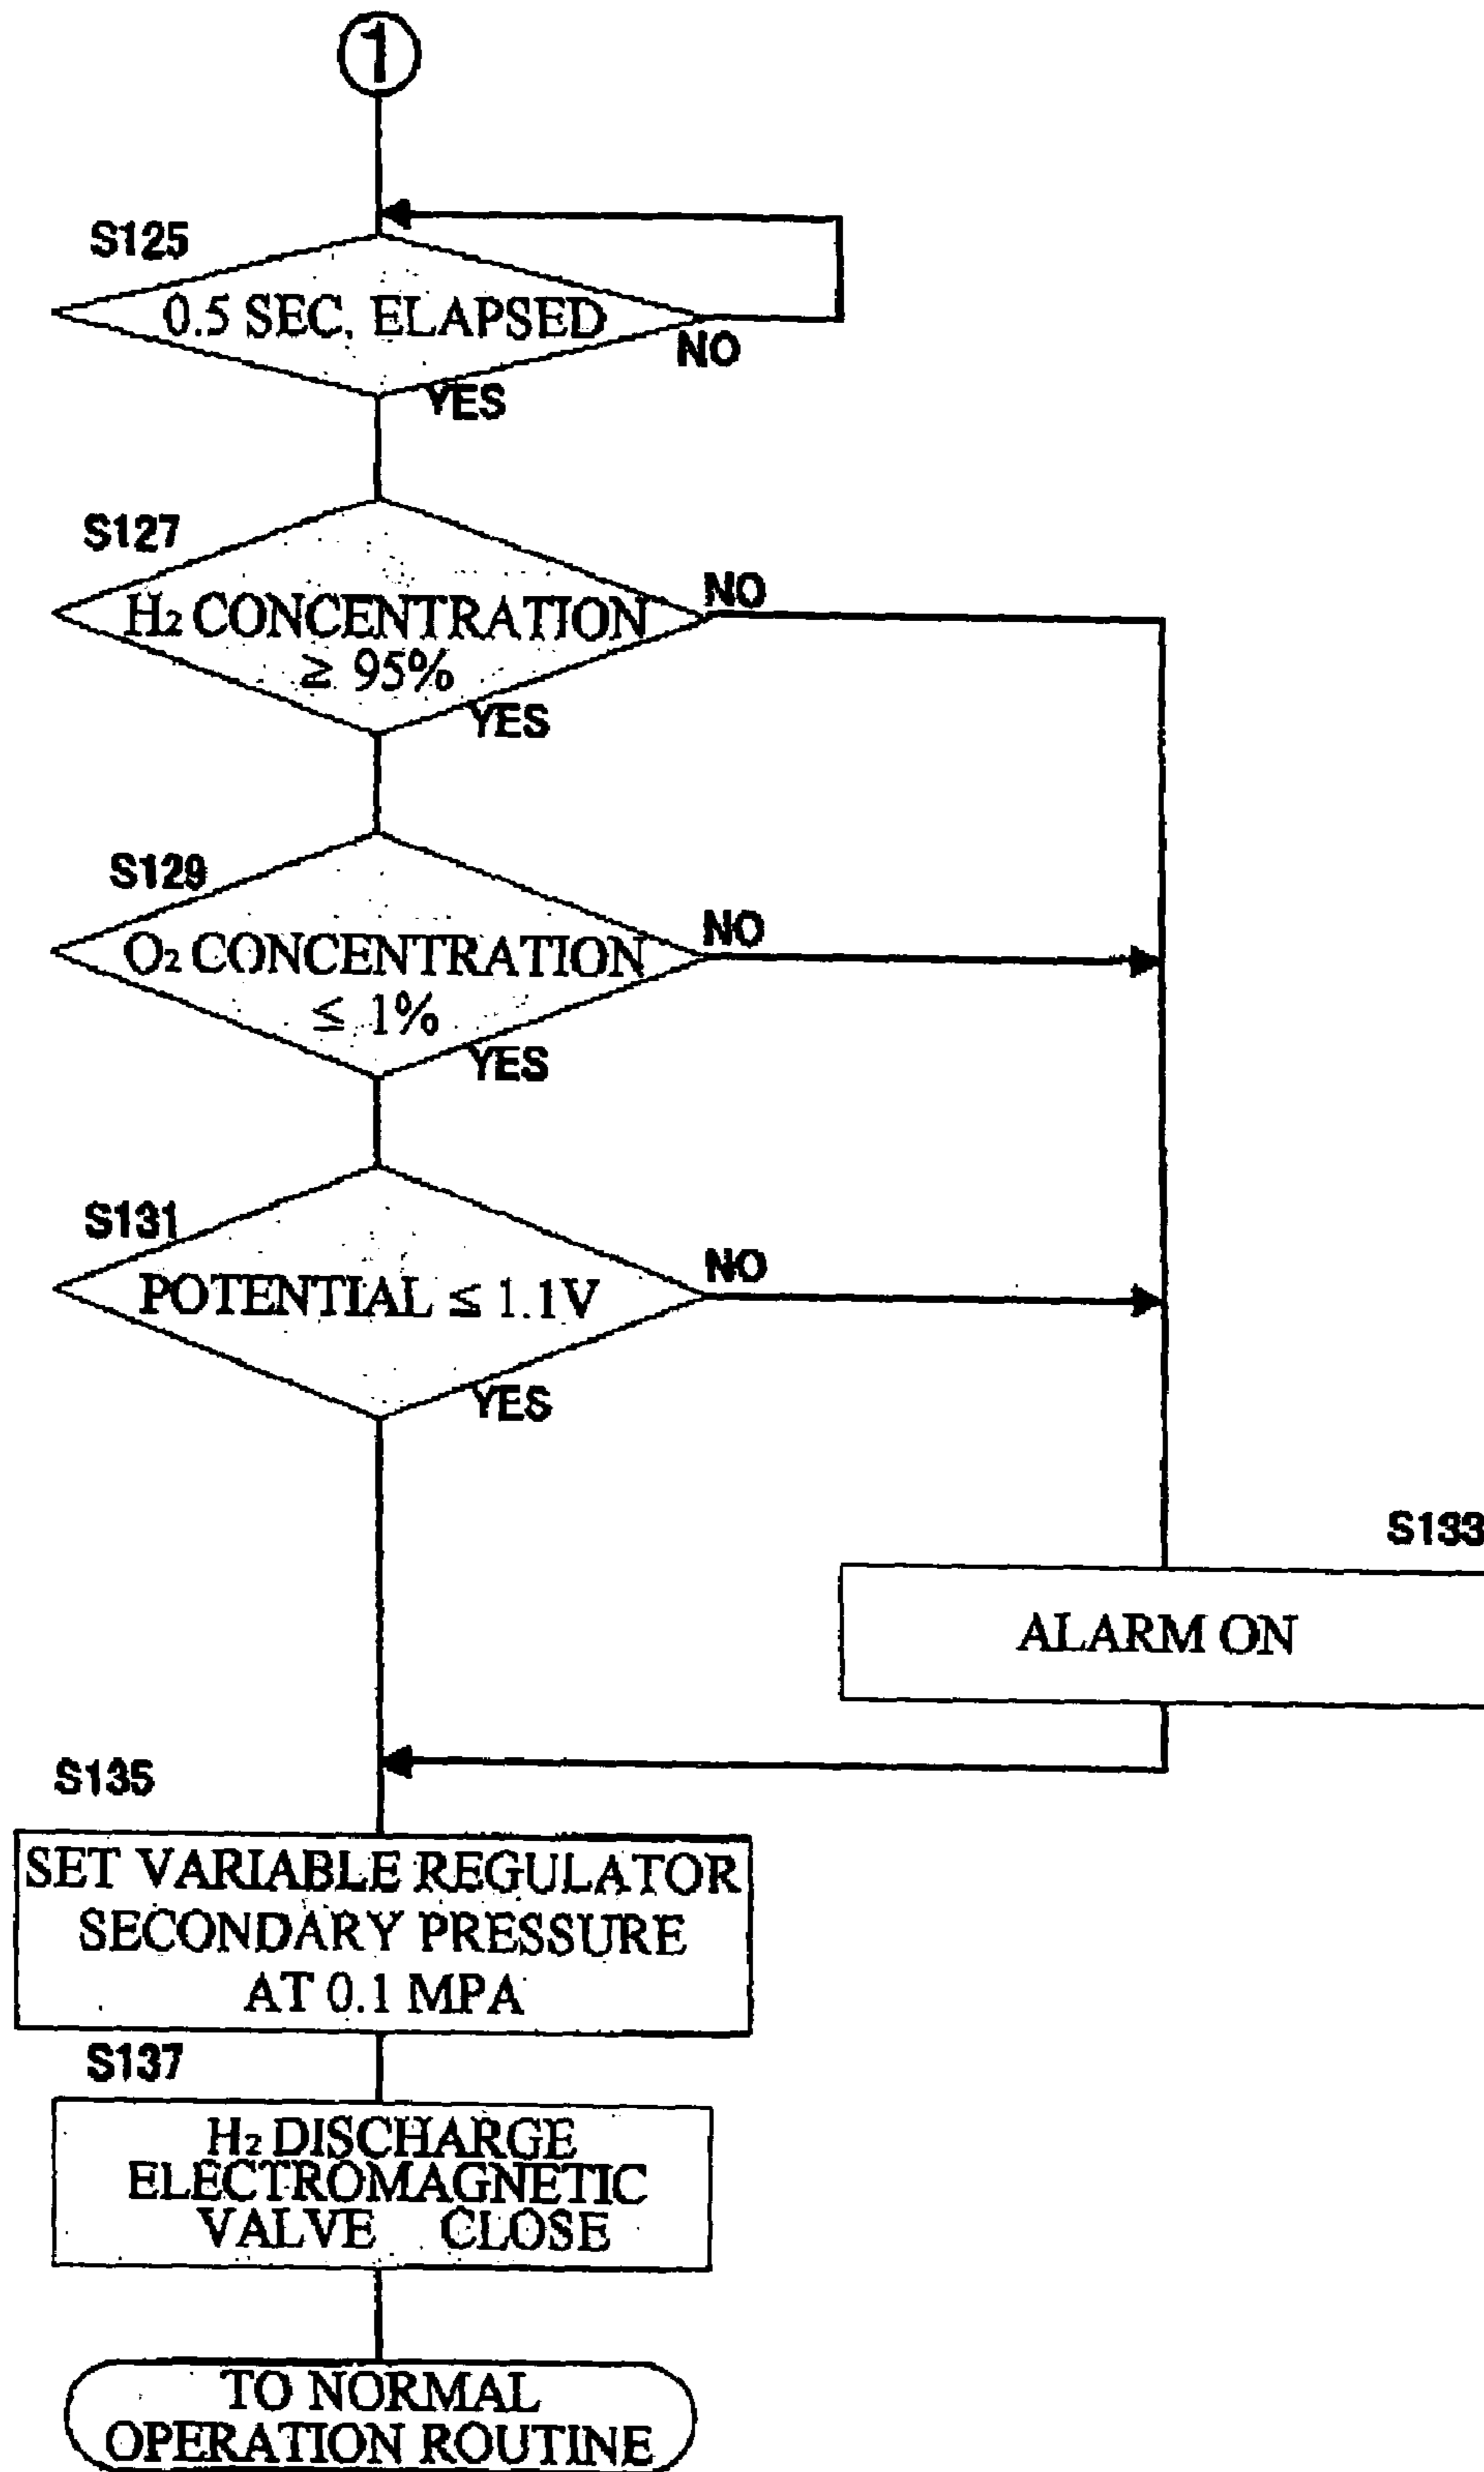 1
S125
0.5 SEC. ELAPSED
NO
YES
S127
NO
H₂ CONCENTRATION
≥ 95%
YES
S129
NO
O₂ CONCENTRATION
≤ 1%
YES
S131
NO
POTENTIAL ≤ 1.1V
YES
S133
ALARM ON
S135
SET VARIABLE REGULATOR
SECONDARY PRESSURE
AT 0.1 MPA
S137
H₂ DISCHARGE
ELECTROMAGNETIC
VALVE CLOSE
TO NORMAL
OPERATION ROUTINE